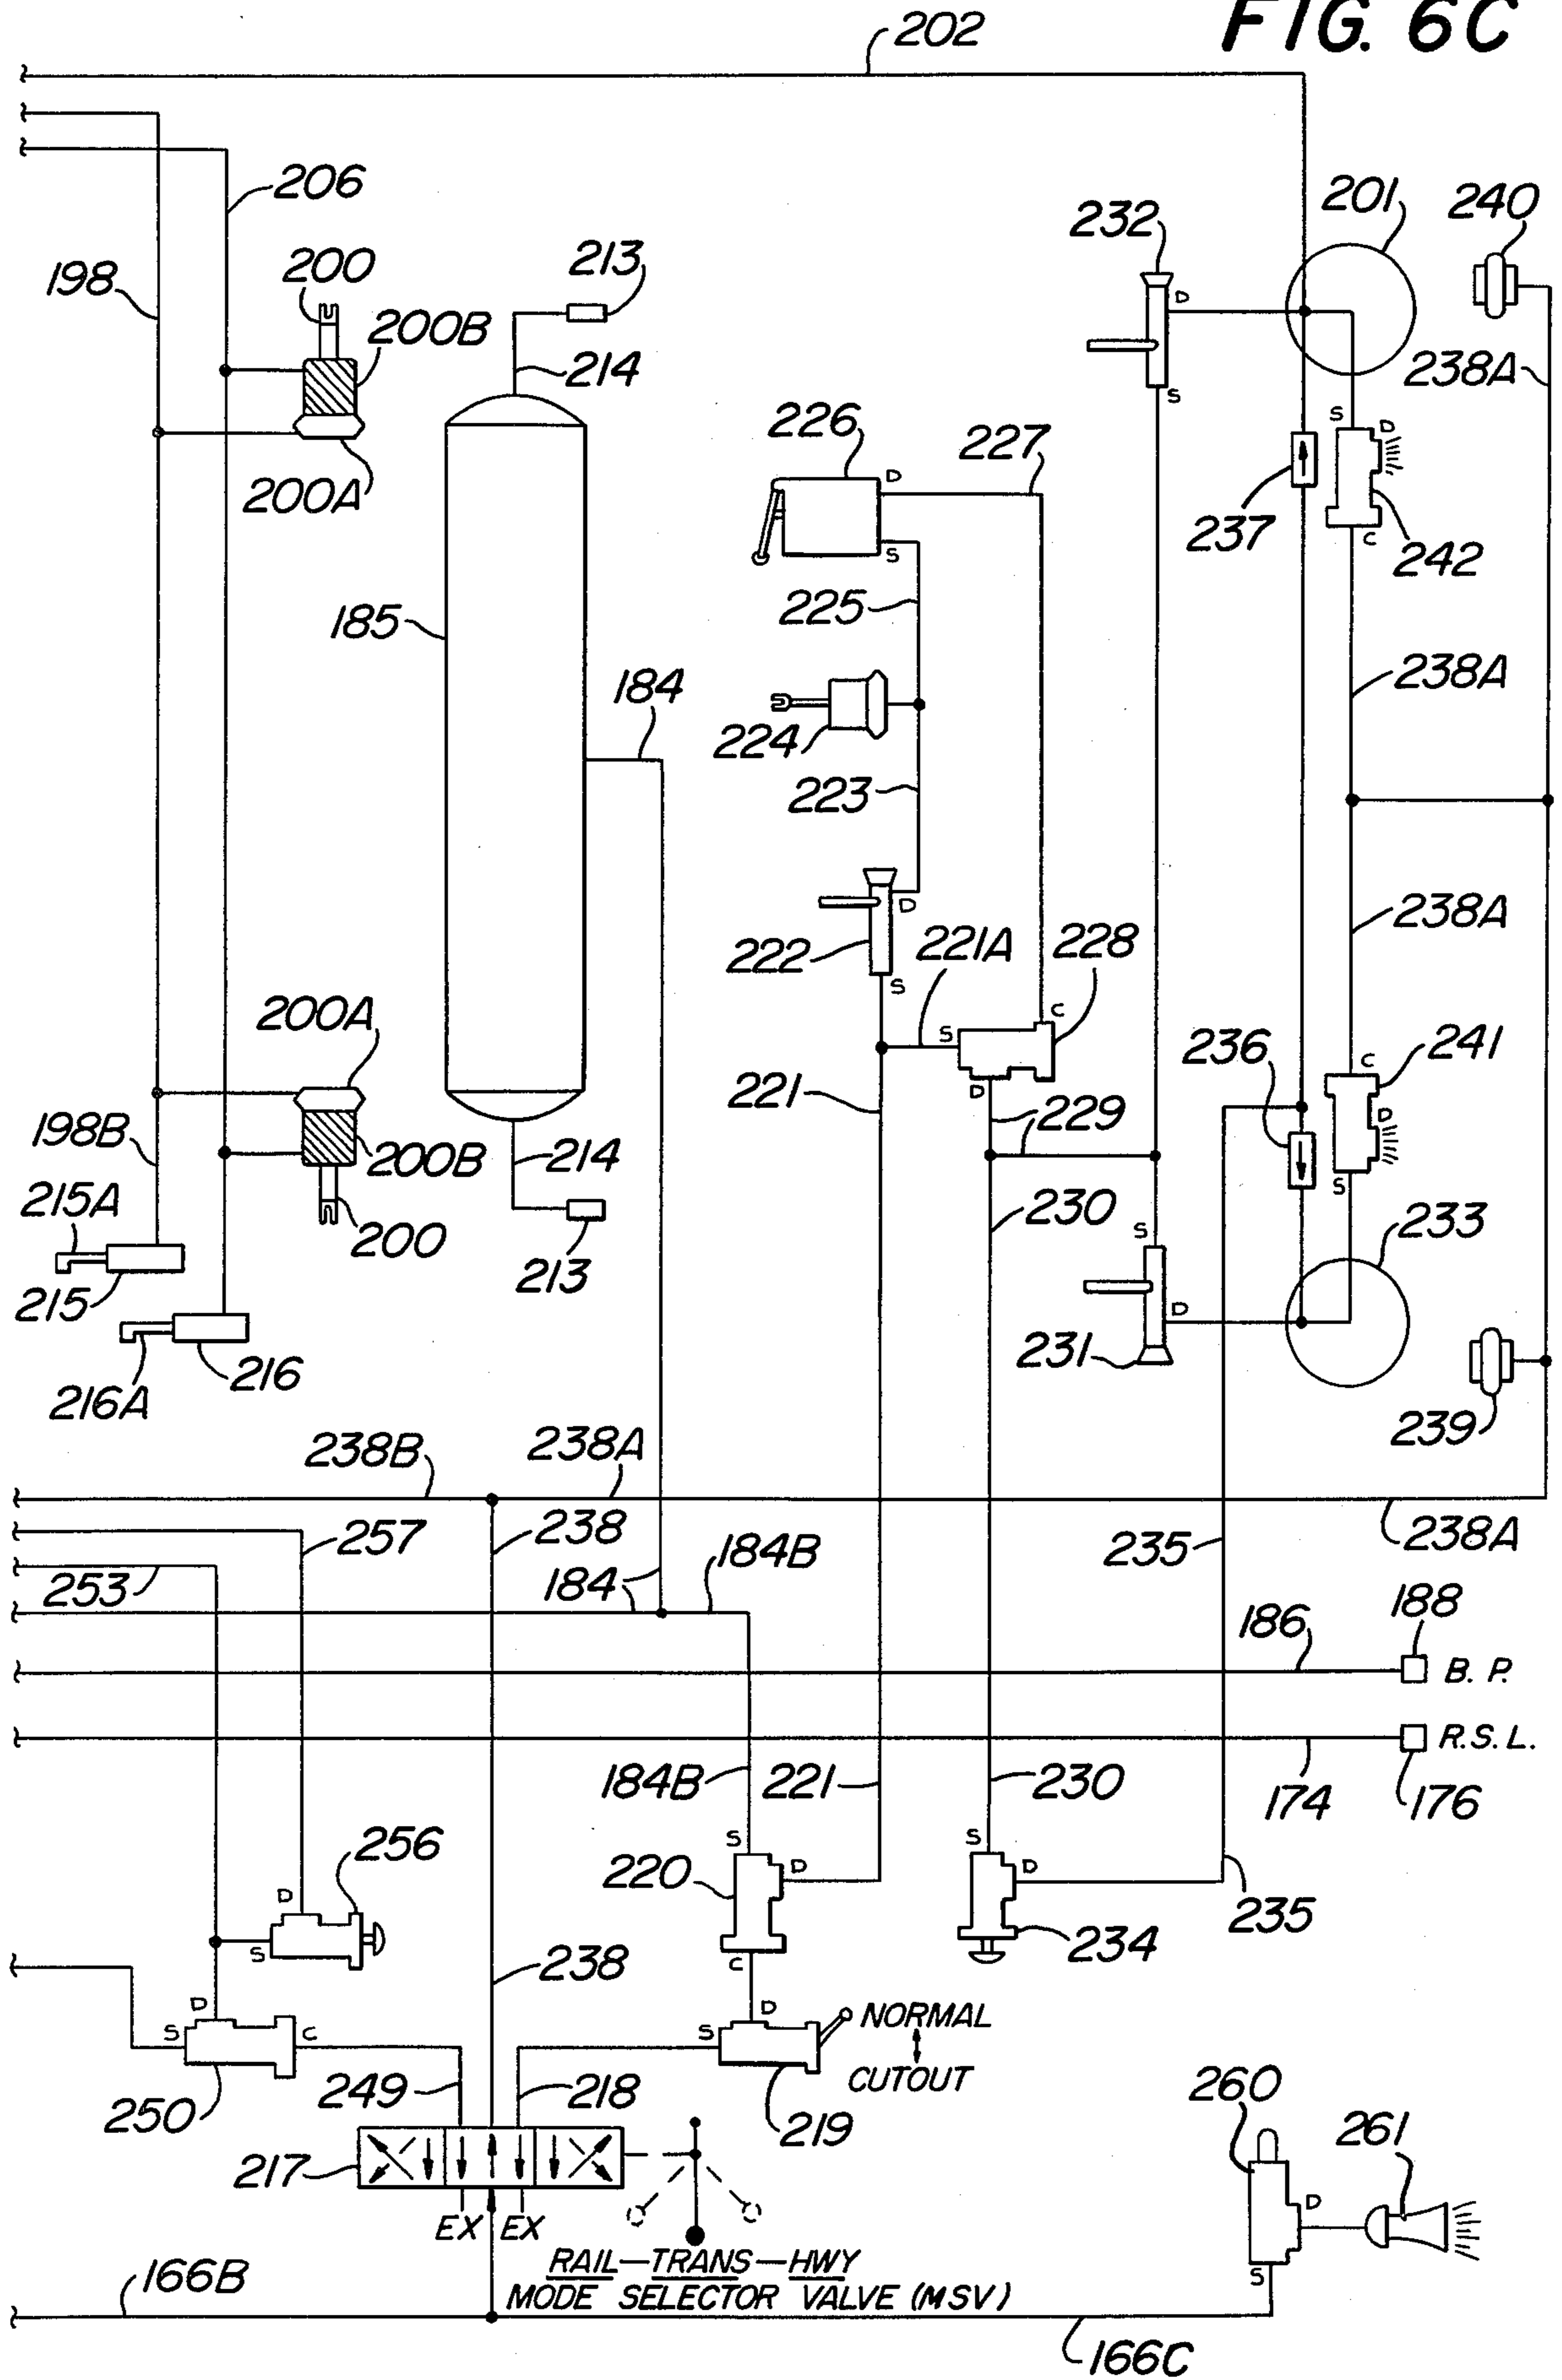 FIG. 6C
202
206
201
240
232
198
200
213
200B
214
238A
226
227
D
S
S
D
200A
D
237
C
242
S
185
225
184
238A
224
223
D
238A
222
221A
228
S
S
C
200A
236
C
241
221
D
D
229
198B
200B
214
S
215A
200
230
233
S
213
215
D
231
216
216A
239
238B
238A
257
238
184B
235
238A
253
184
186
188
B. P.
R.S.L.
184B
221
230
174
176
S
S
256
220
D
D
D
235
234
S
238
C
D
D
NORMAL
S
C
S
CUTOUT
249
218
260
250
219
261
217
D
EX EX
RAIL—TRANS—HWY
S
166B
MODE SELECTOR VALVE (MSV)
166C